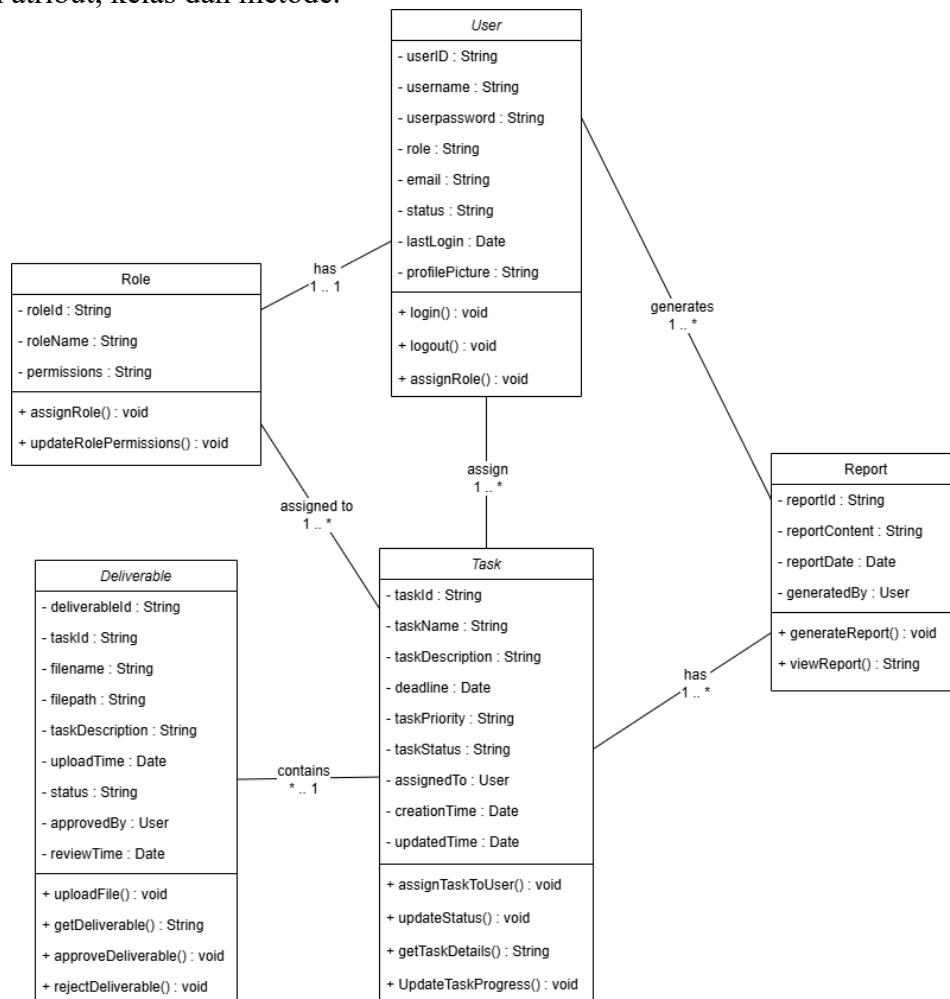 atribut, kelas dan metode.
User
- userID : String
- username : String
- userpassword : String
- role : String
- email : String
- status : String
- lastLogin : Date
- profilePicture : String
+ login() : void
+ logout() : void
+ assignRole() : void
has
1 .. 1
generates
1 .. *
Role
- roleId : String
- roleName : String
- permissions : String
+ assignRole() : void
+ updateRolePermissions() : void
assign
1 .. *
assigned to
1 .. *
Report
- reportId : String
- reportContent : String
- reportDate : Date
- generatedBy : User
+ generateReport() : void
+ viewReport() : String
Deliverable
- deliverableId : String
- taskId : String
- filename : String
- filepath : String
- taskDescription : String
- uploadTime : Date
- status : String
- approvedBy : User
- reviewTime : Date
+ uploadFile() : void
+ getDeliverable() : String
+ approveDeliverable() : void
+ rejectDeliverable() : void
contains
* .. 1
Task
- taskId : String
- taskName : String
- taskDescription : String
- deadline : Date
- taskPriority : String
- taskStatus : String
- assignedTo : User
- creationTime : Date
- updatedTime : Date
+ assignTaskToUser() : void
+ updateStatus() : void
+ getTaskDetails() : String
+ UpdateTaskProgress() : void
has
1 .. *